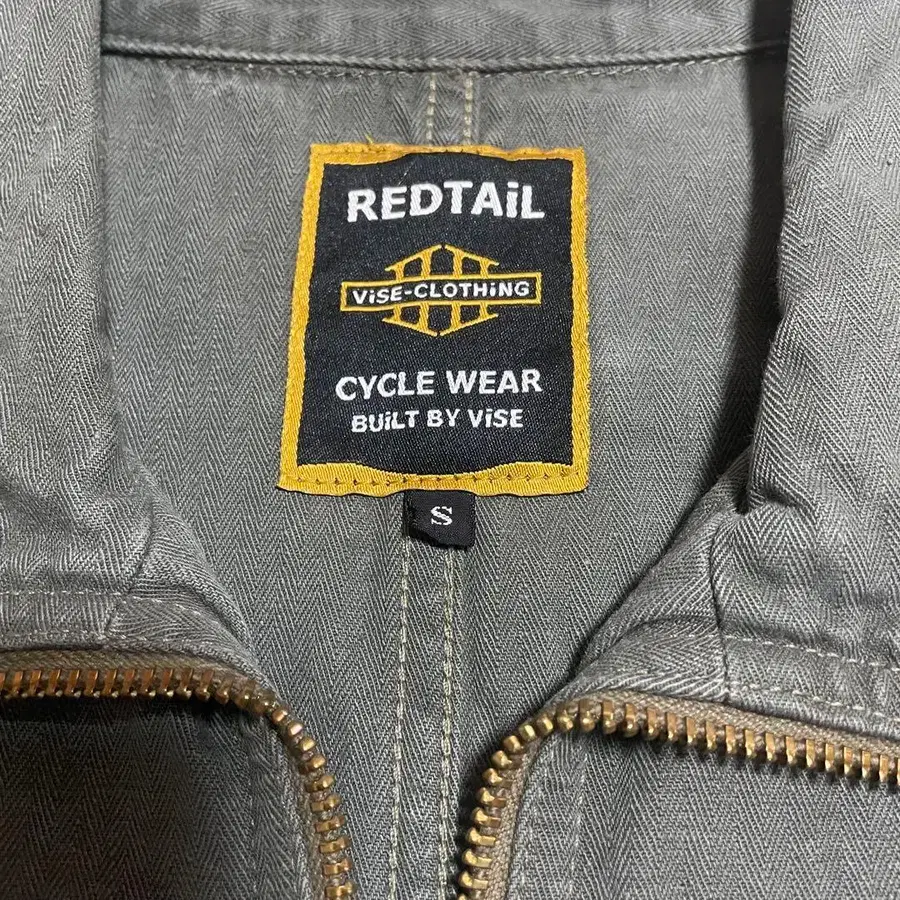 REDTAiL
ViSE-CLOTHiNG
CYCLE WEAR
BUiLT BY ViSE
S